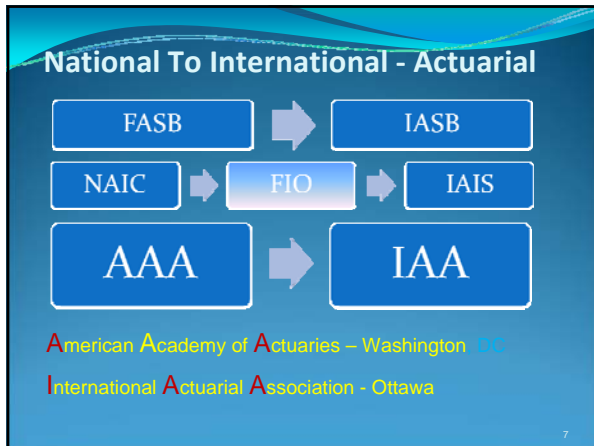 National To International - Actuarial
FASB IASB
NAIC FIO IAIS
AAA IAA
American Academy of Actuaries – Washington DC
International Actuarial Association - Ottawa
7